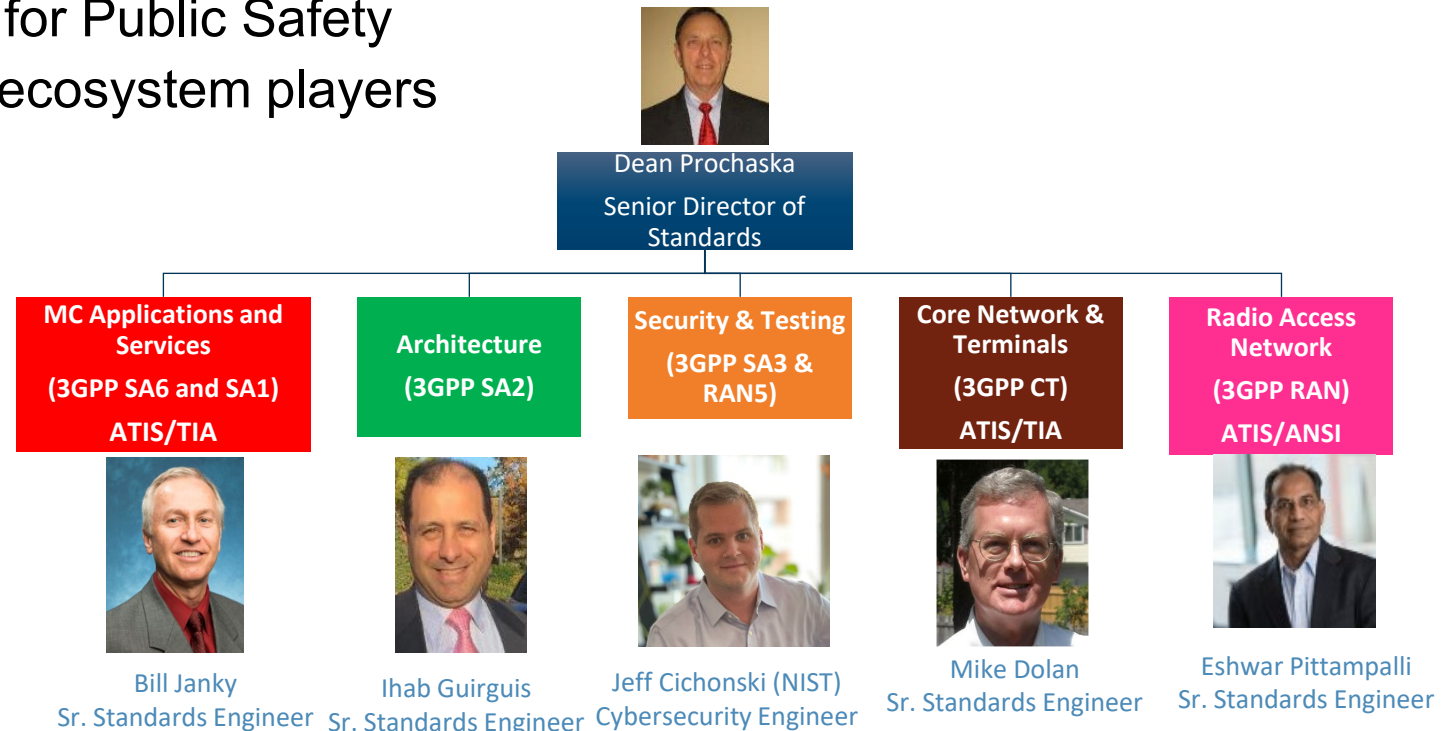 for Public Safety
ecosystem players
Dean Prochaska
Senior Director of
Standards
MC Applications and
Services
(3GPP SA6 and SA1)
ATIS/TIA
Architecture
(3GPP SA2)
Security & Testing
(3GPP SA3 &
RAN5)
Core Network &
Terminals
(3GPP CT)
ATIS/TIA
Radio Access
Network
(3GPP RAN)
ATIS/ANSI
Bill Janky
Sr. Standards Engineer
Ihab Guirguis
Sr. Standards Engineer
Jeff Cichonski (NIST)
Cybersecurity Engineer
Mike Dolan
Sr. Standards Engineer
Eshwar Pittampalli
Sr. Standards Engineer